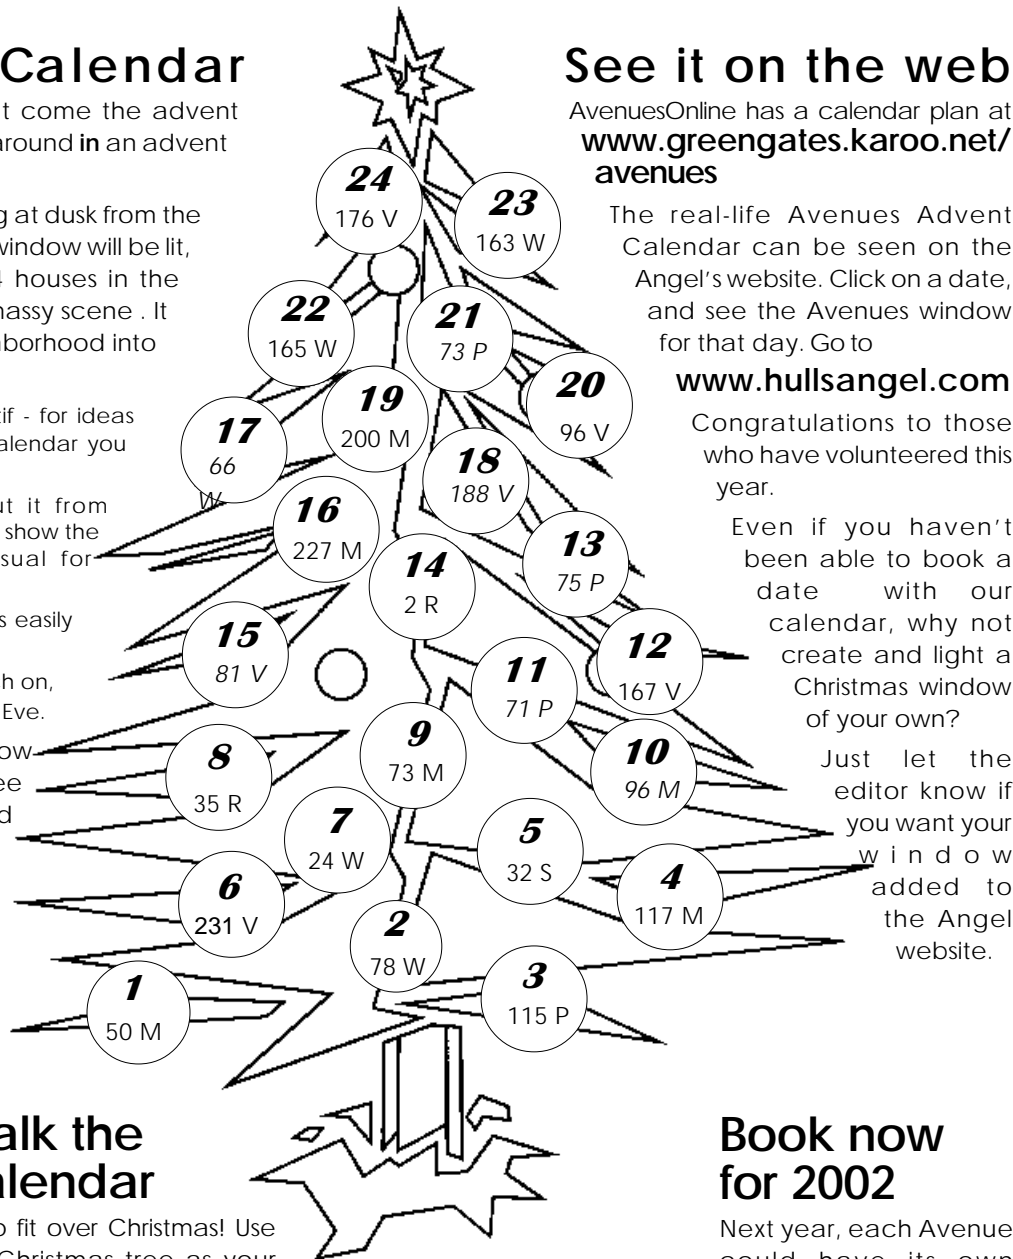 Calendar
t come the advent
around in an advent
g at dusk from the
window will be lit,
4 houses in the
massy scene . It
hborhood into
tif - for ideas
calendar you
ut it from
show the
sual for
s easily
h on,
Eve.
ow
ee
d
alk the
alendar
o fit over Christmas! Use
Christmas tree as your
24
176 V
23
163 W
22
165 W
21
73 P
20
96 V
19
200 M
17
66
W
18
188 V
16
227 M
13
75 P
14
2 R
15
81 V
12
167 V
11
71 P
9
73 M
10
96 M
8
35 R
7
24 W
5
32 S
4
117 M
6
231 V
2
78 W
3
115 P
1
50 M
See it on the web
AvenuesOnline has a calendar plan at
www.greengates.karoo.net/
avenues
The real-life Avenues Advent
Calendar can be seen on the
Angel's website. Click on a date,
and see the Avenues window
for that day. Go to
www.hullsangel.com
Congratulations to those
who have volunteered this
year.
Even if you haven't
been able to book a
date with our
calendar, why not
create and light a
Christmas window
of your own?
Just let the
editor know if
you want your
window
added to
the Angel
website.
Book now
for 2002
Next year, each Avenue
could have its own